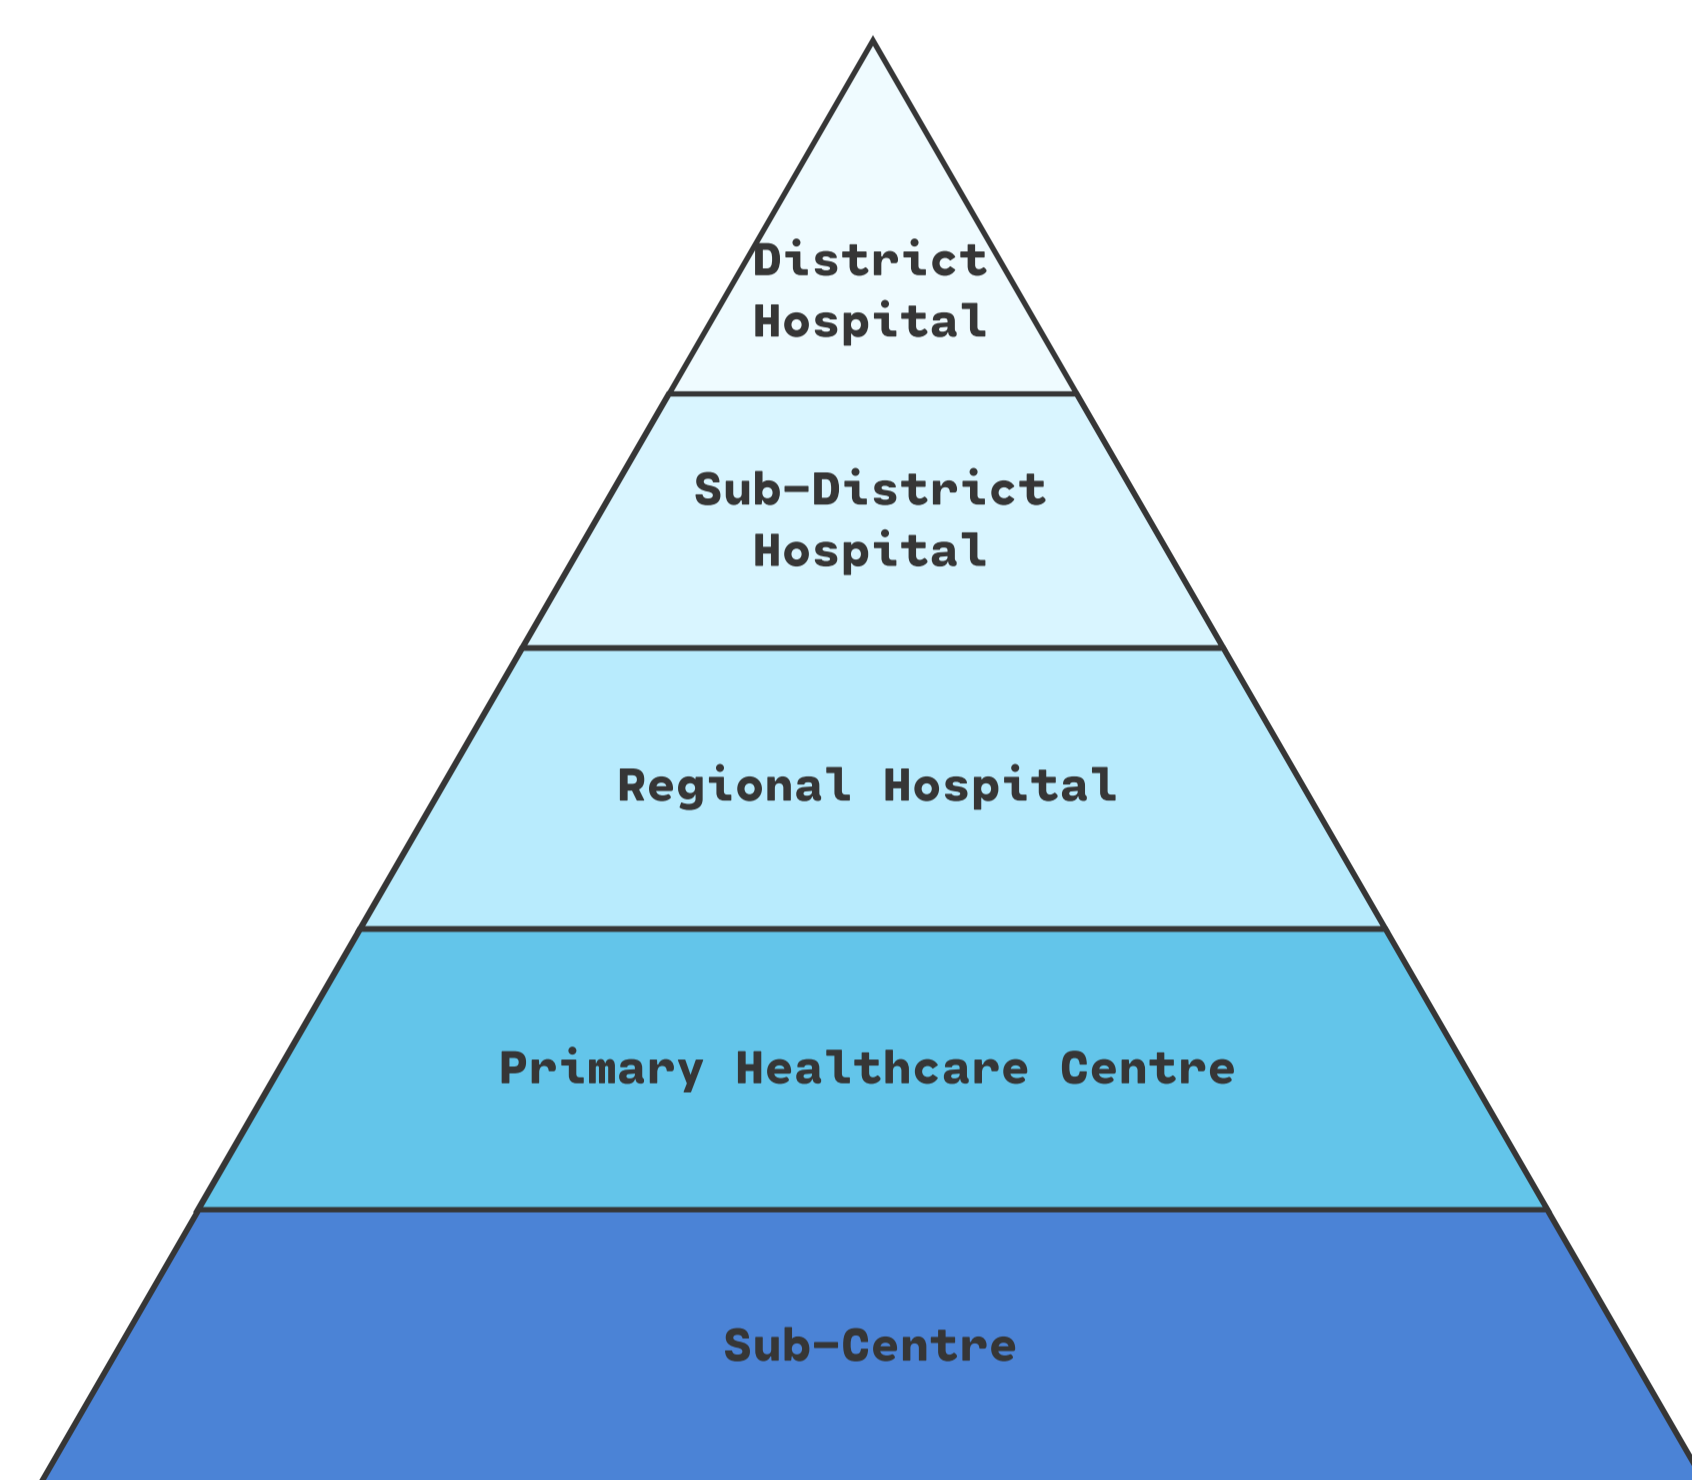 District
Hospital
Sub-District
Hospital
Regional Hospital
Primary Healthcare Centre
Sub-Centre